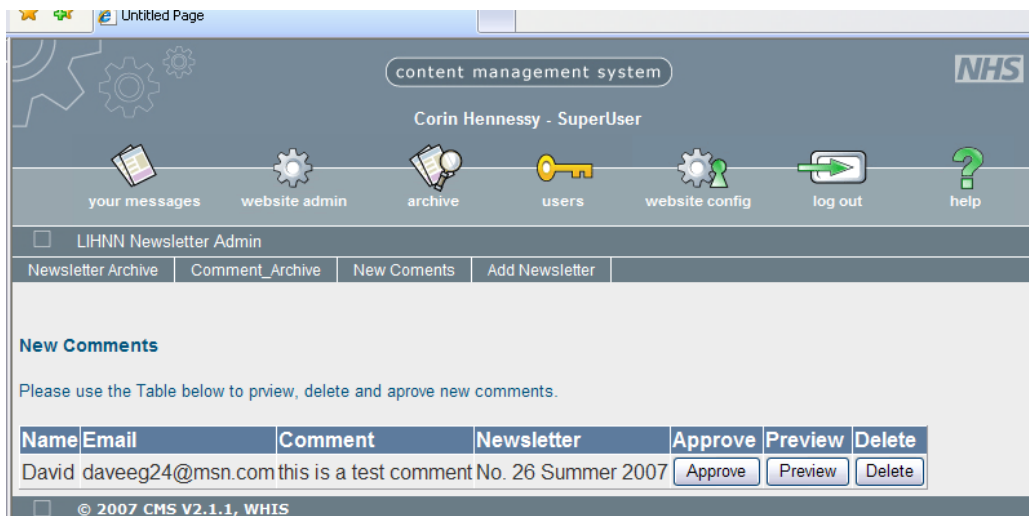 Untitled Page
content management system
NHS
Corin Hennessy - SuperUser
your messages website admin archive users website config log out help
LIHNN Newsletter Admin
Newsletter Archive Comment_Archive New Coments Add Newsletter
New Comments
Please use the Table below to prview, delete and aprove new comments.
Name Email Comment Newsletter Approve Preview Delete
David daveeg24@msn.com this is a test comment No. 26 Summer 2007 Approve Preview Delete
© 2007 CMS V2.1.1, WHIS